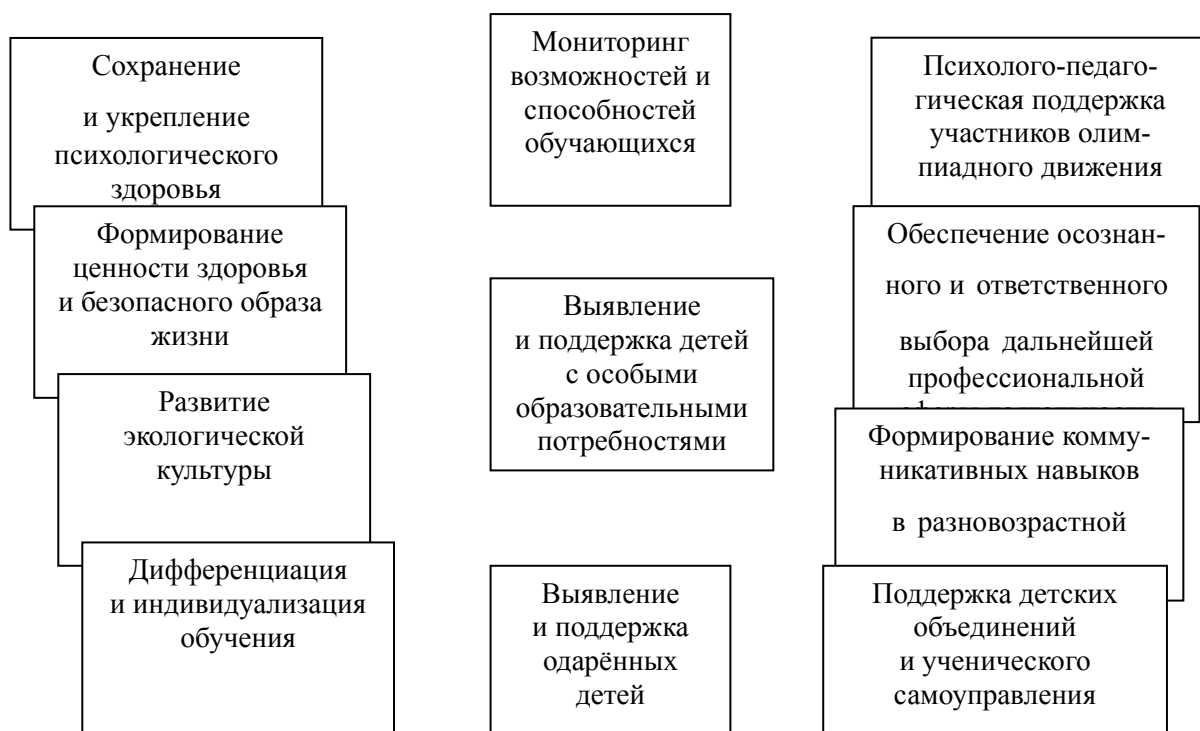 Сохранение
и укрепление
психологического
здоровья
Формирование
ценности здоровья
и безопасного образа
жизни
Развитие
экологической
культуры
Дифференциация
и индивидуализация
обучения
Мониторинг
возможностей и
способностей
обучающихся
Выявление
и поддержка детей
с особыми
образовательными
потребностями
Выявление
и поддержка
одарённых
детей
Психолого-педаго-
гическая поддержка
участников олим-
пиадного движения
Обеспечение осознан-
ного и ответственного
выбора дальнейшей
профессиональной
Формирование комму-
никативных навыков
в разновозрастной
Поддержка детских
объединений
и ученического
самоуправления